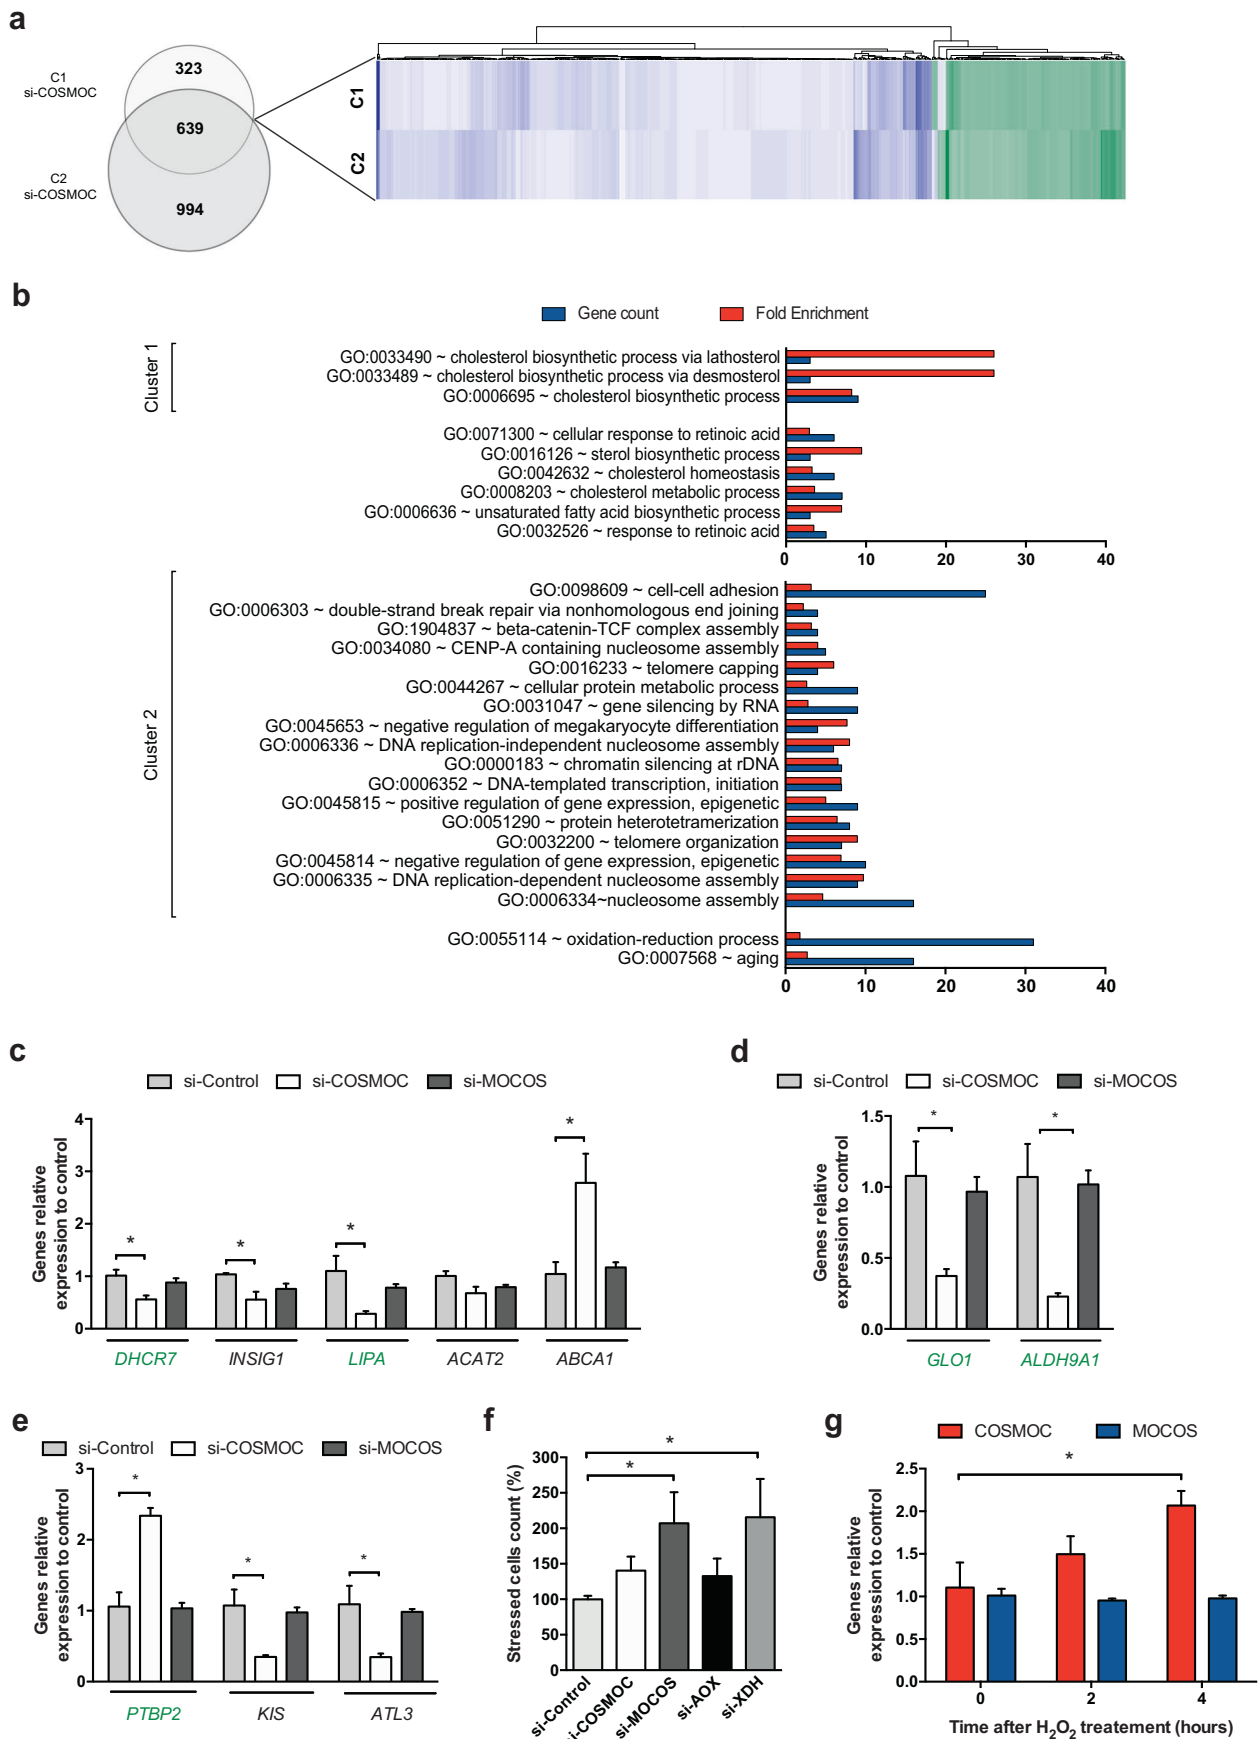 a
C1
si-COSMOC
323
639
C2
si-COSMOC
994
C1
C2
b
Gene count
Fold Enrichment
Cluster 1
GO:0033490 ~ cholesterol biosynthetic process via lathosterol
GO:0033489 ~ cholesterol biosynthetic process via desmosterol
GO:0006695 ~ cholesterol biosynthetic process
GO:0071300 ~ cellular response to retinoic acid
GO:0016126 ~ sterol biosynthetic process
GO:0042632 ~ cholesterol homeostasis
GO:0008203 ~ cholesterol metabolic process
GO:0006636 ~ unsaturated fatty acid biosynthetic process
GO:0032526 ~ response to retinoic acid
0 10 20 30 40
Cluster 2
GO:0098609 ~ cell-cell adhesion
GO:0006303 ~ double-strand break repair via nonhomologous end joining
GO:1904837 ~ beta-catenin-TCF complex assembly
GO:0034080 ~ CENP-A containing nucleosome assembly
GO:0016233 ~ telomere capping
GO:0044267 ~ cellular protein metabolic process
GO:0031047 ~ gene silencing by RNA
GO:0045653 ~ negative regulation of megakaryocyte differentiation
GO:0006336 ~ DNA replication-independent nucleosome assembly
GO:0000183 ~ chromatin silencing at rDNA
GO:0006352 ~ DNA-templated transcription, initiation
GO:0045815 ~ positive regulation of gene expression, epigenetic
GO:0051290 ~ protein heterotetramerization
GO:0032200 ~ telomere organization
GO:0045814 ~ negative regulation of gene expression, epigenetic
GO:0006335 ~ DNA replication-dependent nucleosome assembly
GO:0006334~nucleosome assembly
GO:0055114 ~ oxidation-reduction process
GO:0007568 ~ aging
0 10 20 30 40
c
si-Control si-COSMOC si-MOCOS
Genes relative
expression to control
4
3
2
1
0
* * * *
DHCR7 INSIG1 LIPA ACAT2 ABCA1
d
si-Control si-COSMOC si-MOCOS
Genes relative
expression to control
1.5
1.0
0.5
0.0
* *
GLO1 ALDH9A1
e
si-Control si-COSMOC si-MOCOS
Genes relative
expression to control
3
2
1
0
* * *
PTBP2 KIS ATL3
f
Stressed cells count (%)
300
250
200
150
100
50
0
* *
si-Control si-COSMOC si-MOCOS si-AOX si-XDH
g
COSMOC MOCOS
Genes relative
expression to control
2.5
2.0
1.5
1.0
0.5
0.0
*
0 2 4
Time after H₂O₂ treatement (hours)